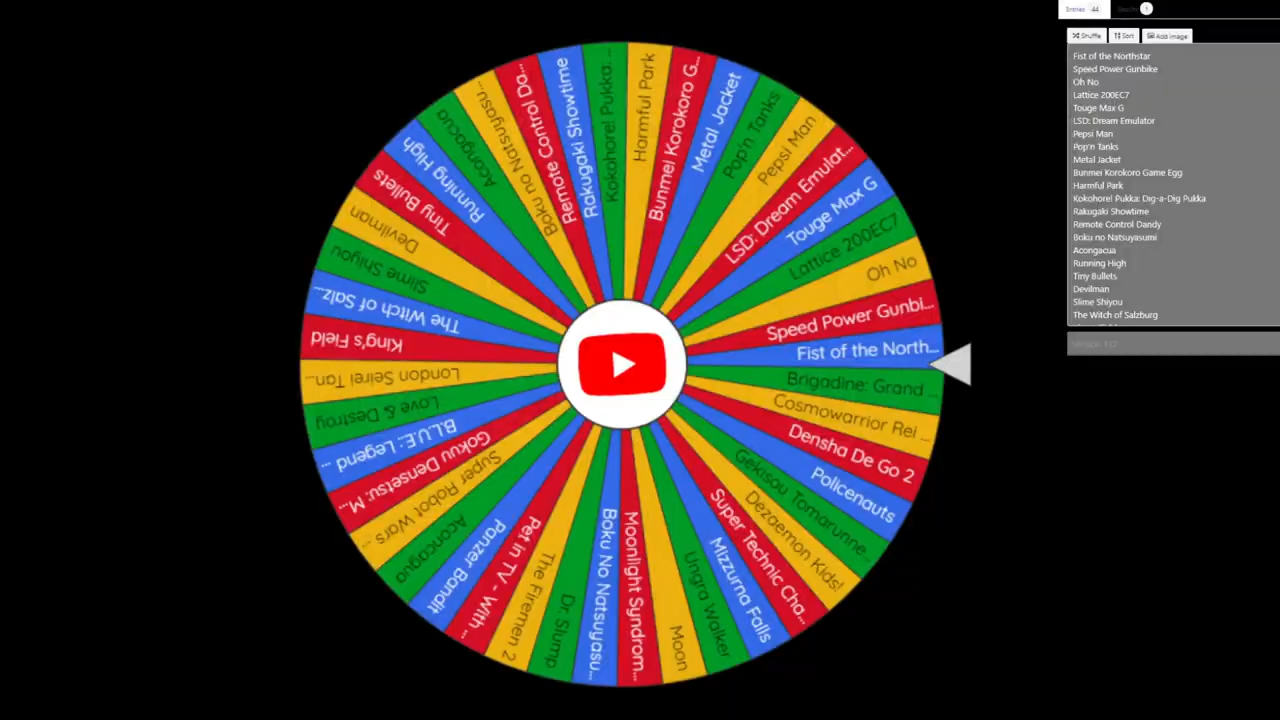 Entries 44
Shuffle Sort Add image
Fist of the Northstar
Speed Power Gunbike
Oh No
Lattice 200EC7
Touge Max G
LSD: Dream Emulator
Pepsi Man
Pop'n Tanks
Metal Jacket
Bunmei Korokoro Game Egg
Harmful Park
Kokohore! Pukka: Dig-a-Dig Pukka
Rakugaki Showtime
Remote Control Dandy
Boku no Natsuyasumi
Acongacua
Running High
Tiny Bullets
Devilman
Slime Shiyou
The Witch of Salzburg
Fist of the North...
Speed Power Gunbi...
Oh No
Lattice 200EC7
Touge Max G
LSD: Dream Emulat...
Pepsi Man
Pop'n Tanks
Metal Jacket
Bunmei Korokoro G...
Harmful Park
Kokohore! Pukka: ...
Rakugaki Showtime
Remote Control Da...
Boku no Natsuyasu...
Acongacua
Running High
Tiny Bullets
Devilman
Slime Shiyou
The Witch of Salz...
King's Field
London Seirei Tan...
Love & Destroy
B.L.U.E.: Legend ...
Gokuu Densetsu: M...
Super Robot Wars ...
Aconcagua
Panzer Bandit
Pet in TV - With ...
The Firemen 2
Dr. Slump
Boku No Natsuyasu...
Moonlight Syndrom...
Moon
Ungra Walker
Mizzurna Falls
Super Technic Cha...
Dezaemon Kids!
Gekisou Tomarunne...
Policenauts
Densha De Go 2
Cosmowarrior Rei ...
Brigadine: Grand ...